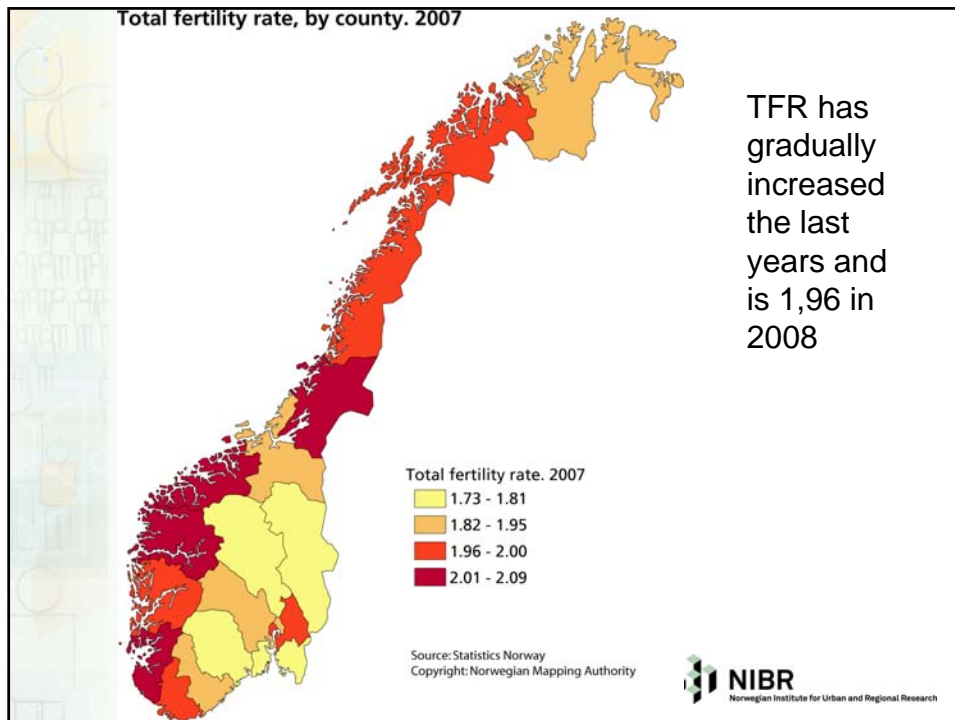 Total fertility rate, by county. 2007
TFR has
gradually
increased
the last
years and
is 1,96 in
2008
Total fertility rate. 2007
1.73 - 1.81
1.82 - 1.95
1.96 - 2.00
2.01 - 2.09
Source: Statistics Norway
Copyright: Norwegian Mapping Authority
NIBR
Norwegian Institute for Urban and Regional Research